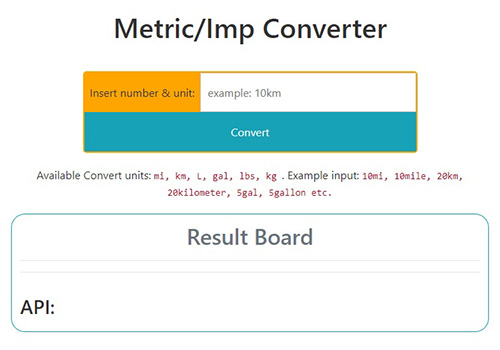 Metric/Imp Converter
Insert number & unit: example: 10km
Convert
Available Convert units: mi, km, L, gal, lbs, kg . Example input: 10mi, 10mile, 20km,
20kilometer, 5gal, 5gallon etc.
Result Board
API: